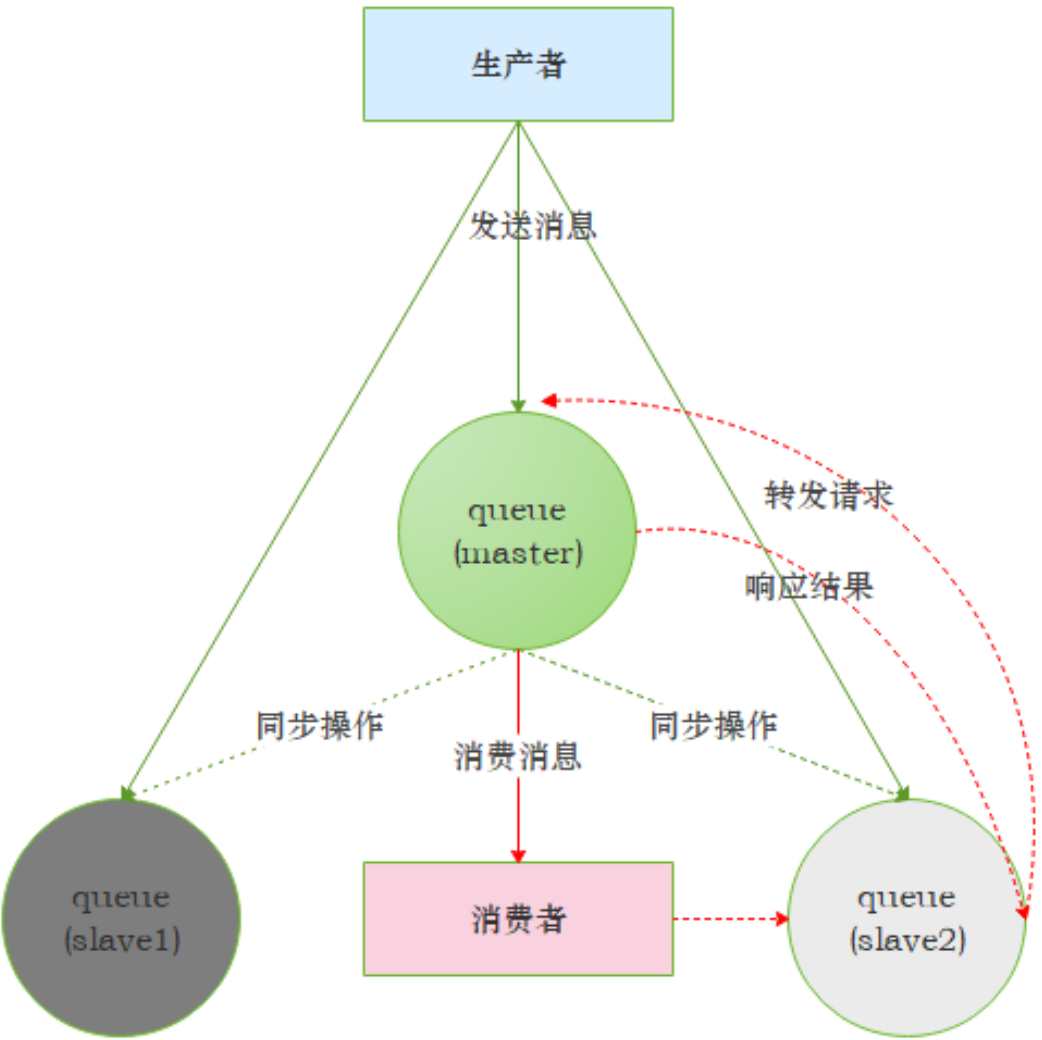 生产者
发送消息
queue
(master)
转发请求
响应结果
同步操作
同步操作
消费消息
queue
(slave1)
消费者
queue
(slave2)